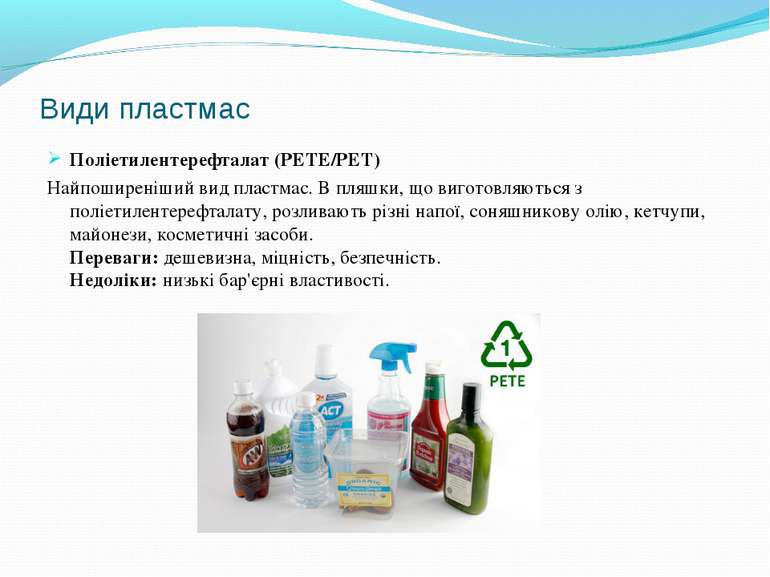 Види пластмас
Поліетилентерефталат (PETE/PET)
Найпоширеніший вид пластмас. В пляшки, що виготовляються з
поліетилентерефталату, розливають різні напої, соняшникову олію, кетчупи,
майонези, косметичні засоби.
Переваги: дешевизна, міцність, безпечність.
Недоліки: низькі бар'єрні властивості.
1
PETE
ACT
A&W
ORGANIC